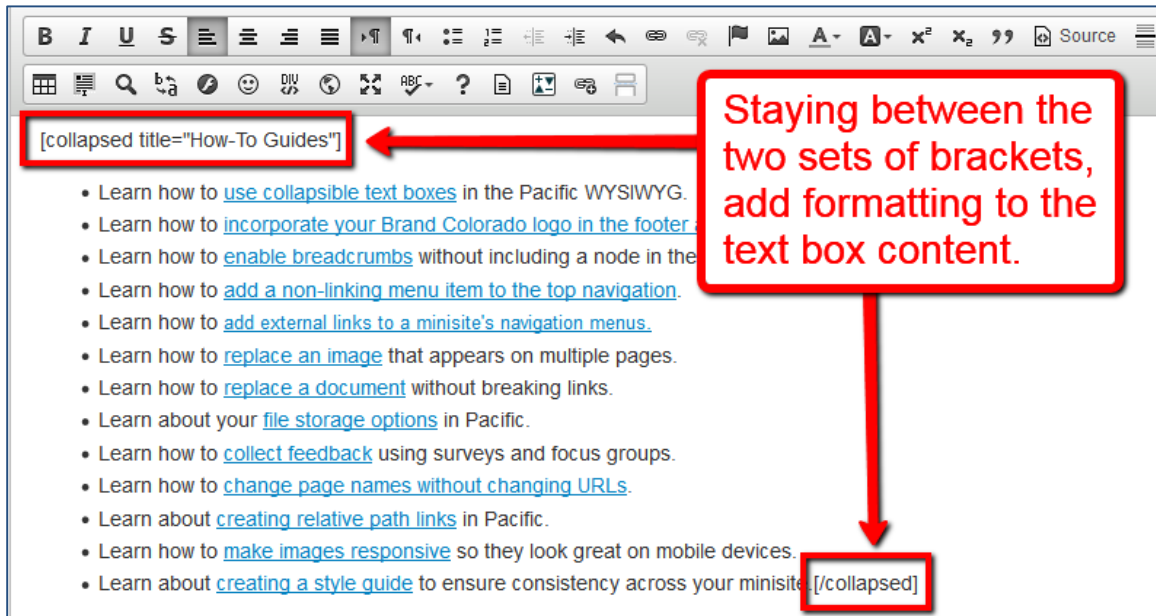 B I U S Source
ABC
[collapsed title="How-To Guides"]
Staying between the
two sets of brackets,
add formatting to the
text box content.
• Learn how to use collapsible text boxes in the Pacific WYSIWYG.
• Learn how to incorporate your Brand Colorado logo in the footer
• Learn how to enable breadcrumbs without including a node in the
• Learn how to add a non-linking menu item to the top navigation.
• Learn how to add external links to a minisite's navigation menus.
• Learn how to replace an image that appears on multiple pages.
• Learn how to replace a document without breaking links.
• Learn about your file storage options in Pacific.
• Learn how to collect feedback using surveys and focus groups.
• Learn how to change page names without changing URLs.
• Learn about creating relative path links in Pacific.
• Learn how to make images responsive so they look great on mobile devices.
• Learn about creating a style guide to ensure consistency across your minisite.[/collapsed]